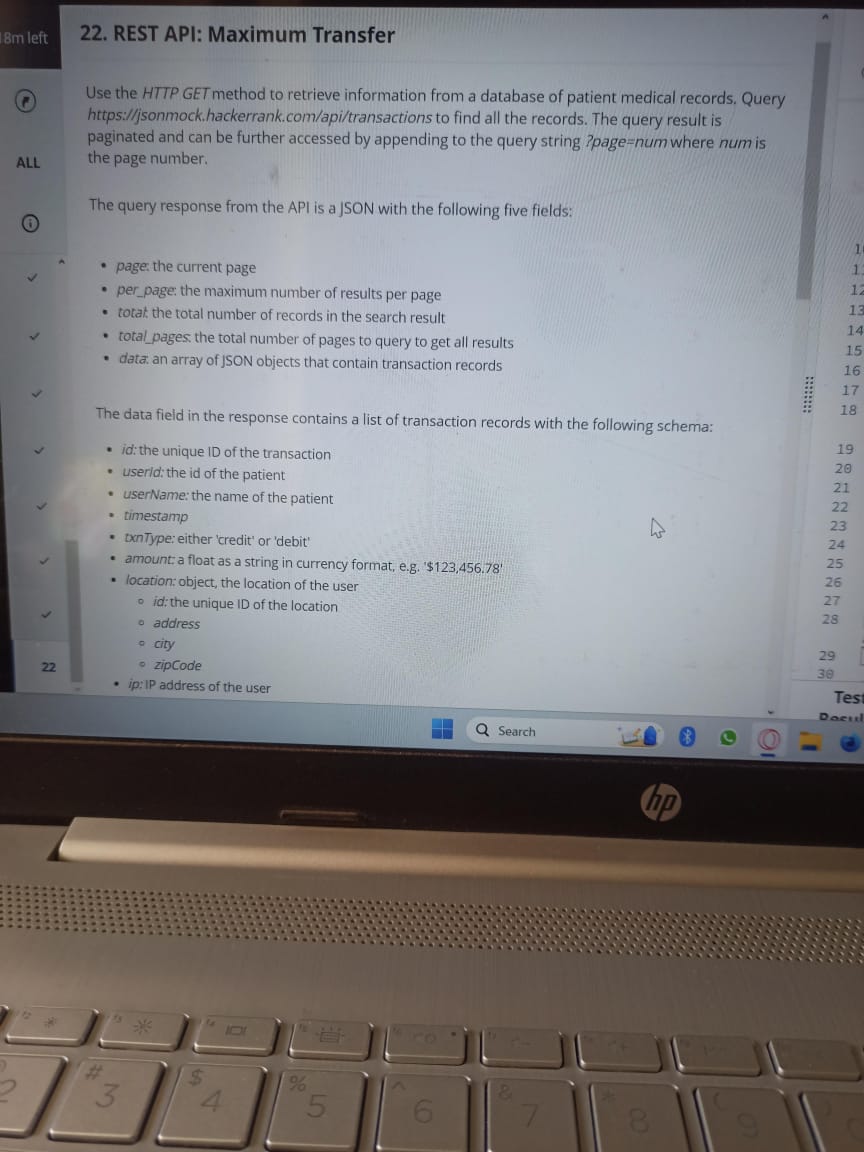 8m left
22. REST API: Maximum Transfer
Use the HTTP GET method to retrieve information from a database of patient medical records. Query
https://jsonmock.hackerrank.com/api/transactions to find all the records. The query result is
paginated and can be further accessed by appending to the query string ?page=num where num is
the page number.
ALL
The query response from the API is a JSON with the following five fields:
• page: the current page
• per_page: the maximum number of results per page
• total: the total number of records in the search result
• total_pages: the total number of pages to query to get all results
• data: an array of JSON objects that contain transaction records
The data field in the response contains a list of transaction records with the following schema:
• id: the unique ID of the transaction
• userId: the id of the patient
• userName: the name of the patient
• timestamp
• txnType: either 'credit' or 'debit'
• amount: a float as a string in currency format, e.g. '$123,456.78'
• location: object, the location of the user
◦ id: the unique ID of the location
◦ address
◦ city
◦ zipCode
• ip: IP address of the user
22
12
13
14
15
16
17
18
19
20
21
22
23
24
25
26
27
28
29
30
Test
Search
hp
# 3
$ 4
% 5
^ 6
& 7
* 8
( 9